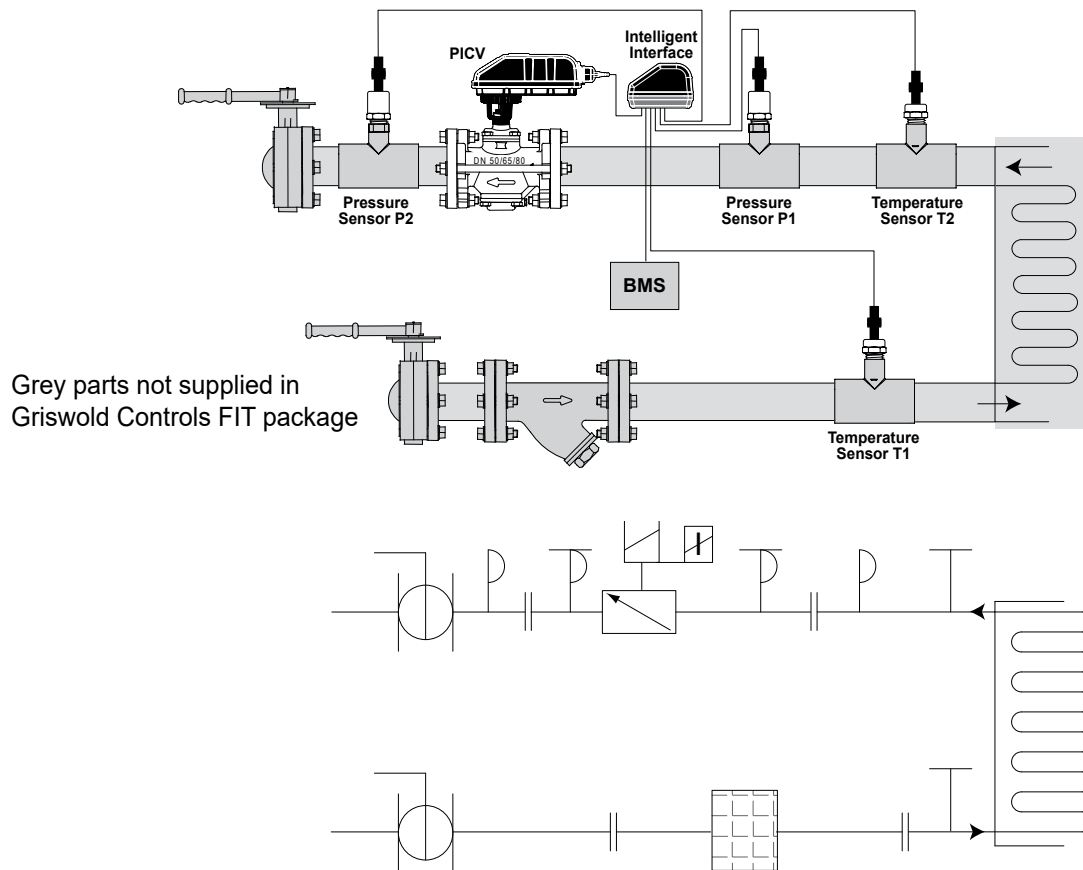 PICV
Intelligent
Interface
DN 50/65/80
Pressure
Sensor P2
Pressure
Sensor P1
Temperature
Sensor T2
BMS
Grey parts not supplied in
Griswold Controls FIT package
Temperature
Sensor T1